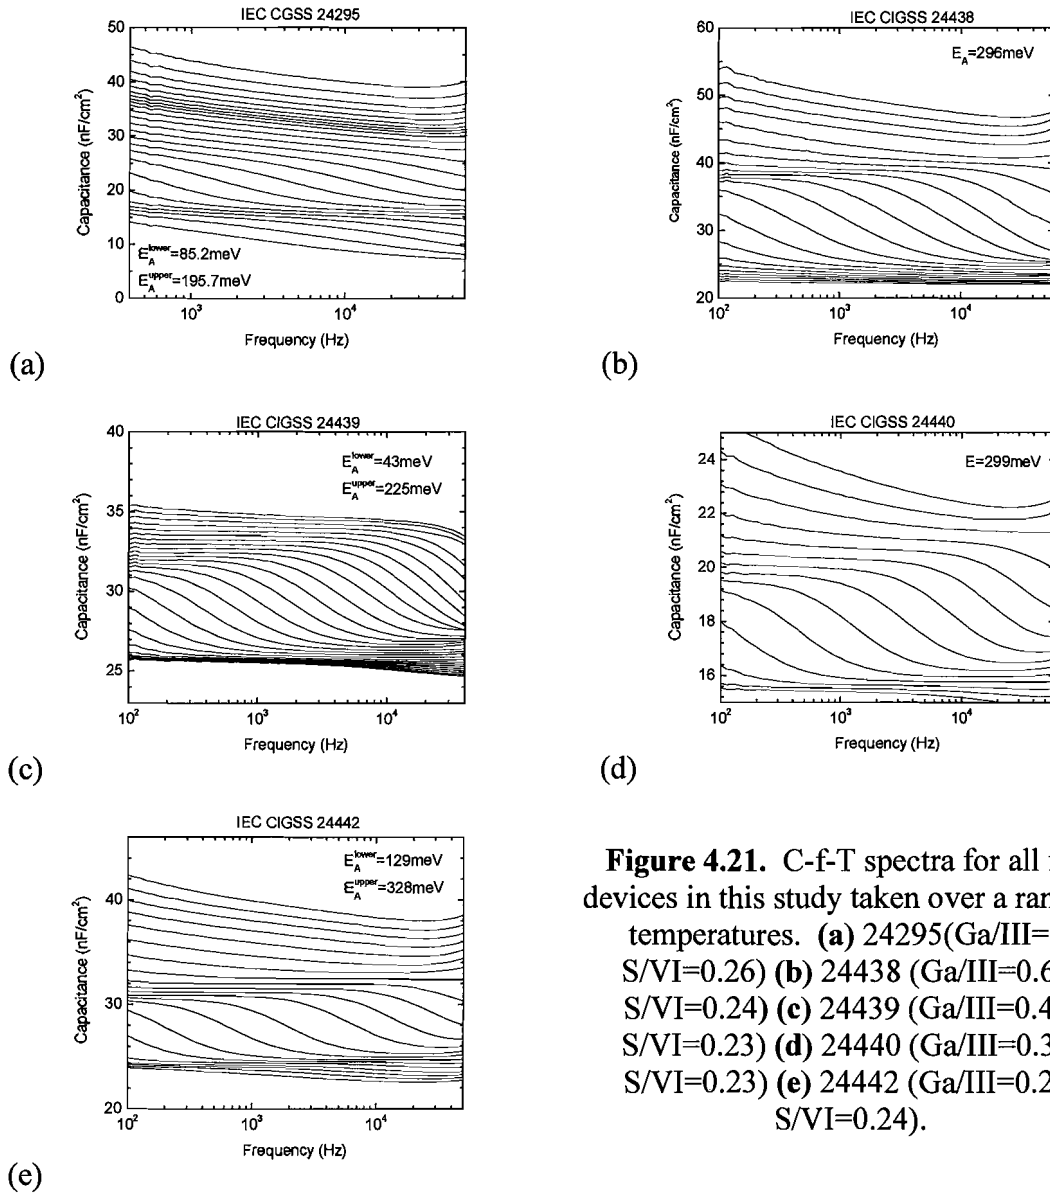 IEC CGSS 24295
50
40
30
20
10
0
Capacitance (nF/cm²)
E_A^lower=85.2meV
E_A^upper=195.7meV
10³ 10⁴
Frequency (Hz)
(a)
IEC CIGSS 24438
60
50
40
30
20
Capacitance (nF/cm²)
E_A=296meV
10² 10³ 10⁴
Frequency (Hz)
(b)
IEC CIGSS 24439
40
35
30
25
Capacitance (nF/cm²)
E_A^lower=43meV
E_A^upper=225meV
10² 10³ 10⁴
Frequency (Hz)
(c)
IEC CIGSS 24440
24
22
20
18
16
Capacitance (nF/cm²)
E=299meV
10² 10³ 10⁴
Frequency (Hz)
(d)
IEC CIGSS 24442
40
30
20
Capacitance (nF/cm²)
E_A^lower=129meV
E_A^upper=328meV
10² 10³ 10⁴
Frequency (Hz)
(e)
Figure 4.21. C-f-T spectra for all
devices in this study taken over a
temperatures. (a) 24295(Ga/III=
S/VI=0.26) (b) 24438 (Ga/III=0.6
S/VI=0.24) (c) 24439 (Ga/III=0.4
S/VI=0.23) (d) 24440 (Ga/III=0.3
S/VI=0.23) (e) 24442 (Ga/III=0.2
S/VI=0.24).